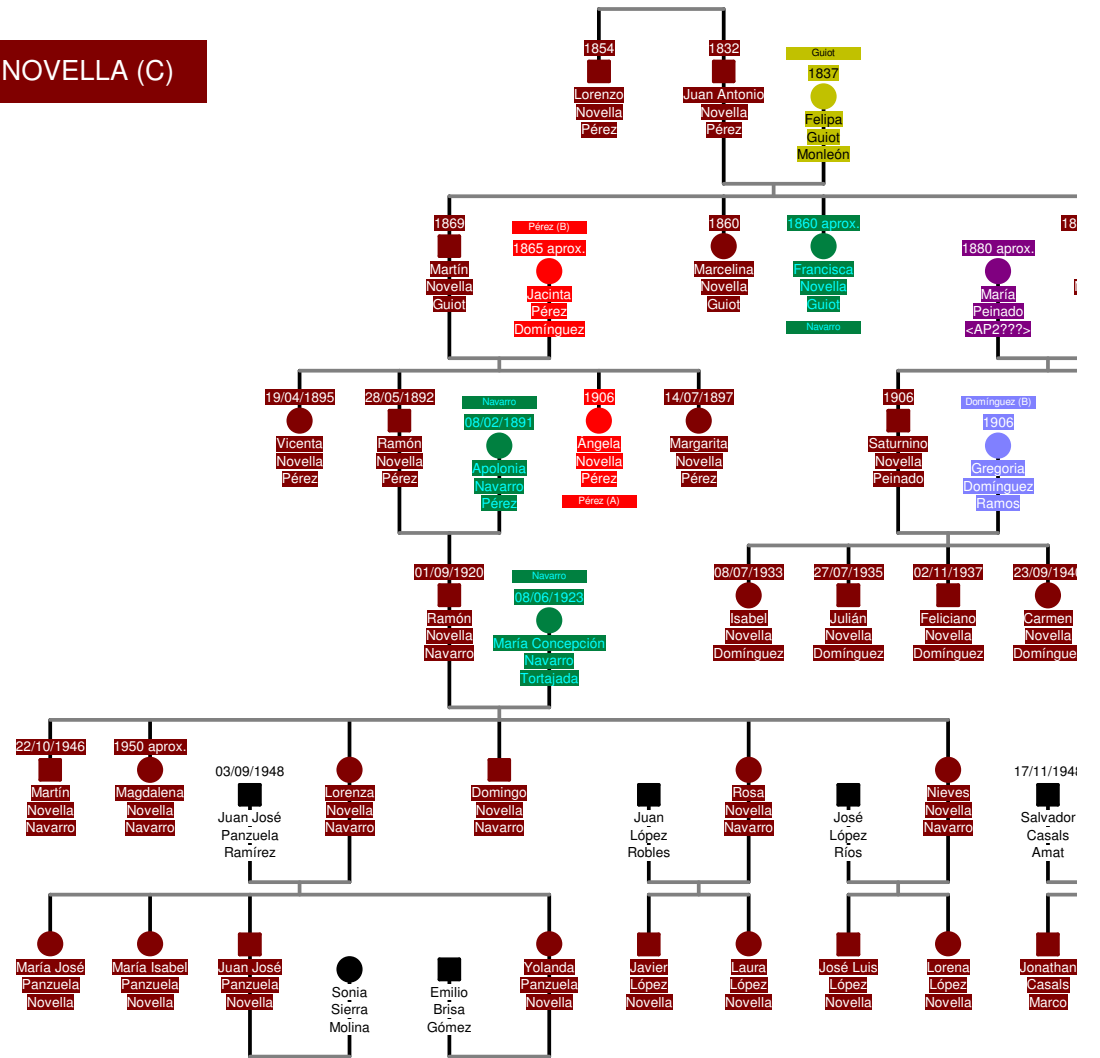 NOVELLA (C)
1854
Lorenzo
Novella
Pérez
1832
Juan Antonio
Novella
Pérez
Guiot
1837
Felipa
Guiot
Monleón
1869
Martín
Novella
Guiot
Pérez (B)
1865 aprox.
Jacinta
Pérez
Domínguez
1860
Marcelina
Novella
Guiot
1860 aprox.
Francisca
Novella
Guiot
Navarro
1880 aprox.
María
Peinado
<AP2???>
18
19/04/1895
Vicenta
Novella
Pérez
28/05/1892
Ramón
Novella
Pérez
Navarro
08/02/1891
Apolonia
Navarro
Pérez
1906
Ángela
Novella
Pérez
Pérez (A)
14/07/1897
Margarita
Novella
Pérez
1906
Saturnino
Novella
Peinado
Domínguez (B)
1906
Gregoria
Domínguez
Ramos
01/09/1920
Ramón
Novella
Navarro
Navarro
08/06/1923
María Concepción
Navarro
Tortajada
08/07/1933
Isabel
Novella
Domínguez
27/07/1935
Julián
Novella
Domínguez
02/11/1937
Feliciano
Novella
Domínguez
23/09/194
Carmen
Novella
Domíngue
22/10/1946
Martín
Novella
Navarro
1950 aprox.
Magdalena
Novella
Navarro
03/09/1948
Juan José
Panzuela
Ramírez
Lorenza
Novella
Navarro
Domingo
Novella
Navarro
Juan
López
Robles
Rosa
Novella
Navarro
José
López
Ríos
Nieves
Novella
Navarro
17/11/194
Salvador
Casals
Amat
María José
Panzuela
Novella
María Isabel
Panzuela
Novella
Juan José
Panzuela
Novella
Sonia
Sierra
Molina
Emilio
Brisa
Gómez
Yolanda
Panzuela
Novella
Javier
López
Novella
Laura
López
Novella
José Luis
López
Novella
Lorena
López
Novella
Jonathan
Casals
Marco